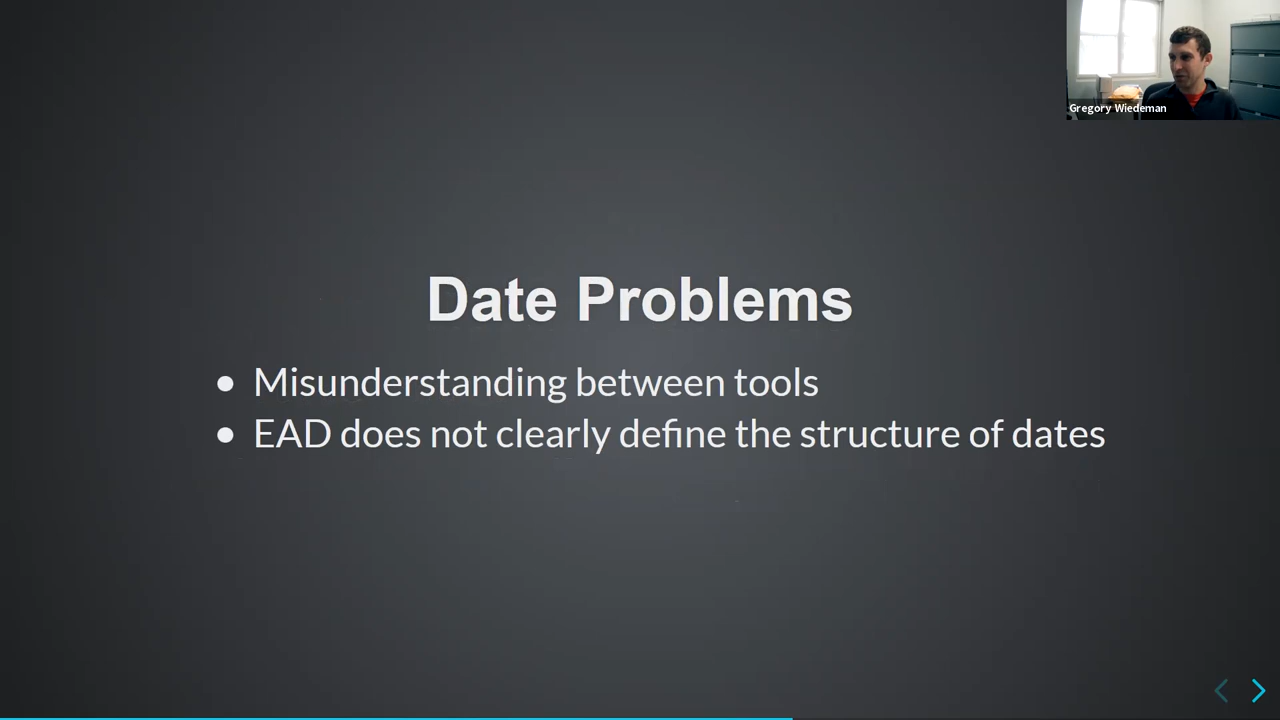 Gregory Wiedeman
Date Problems
• Misunderstanding between tools
• EAD does not clearly define the structure of dates